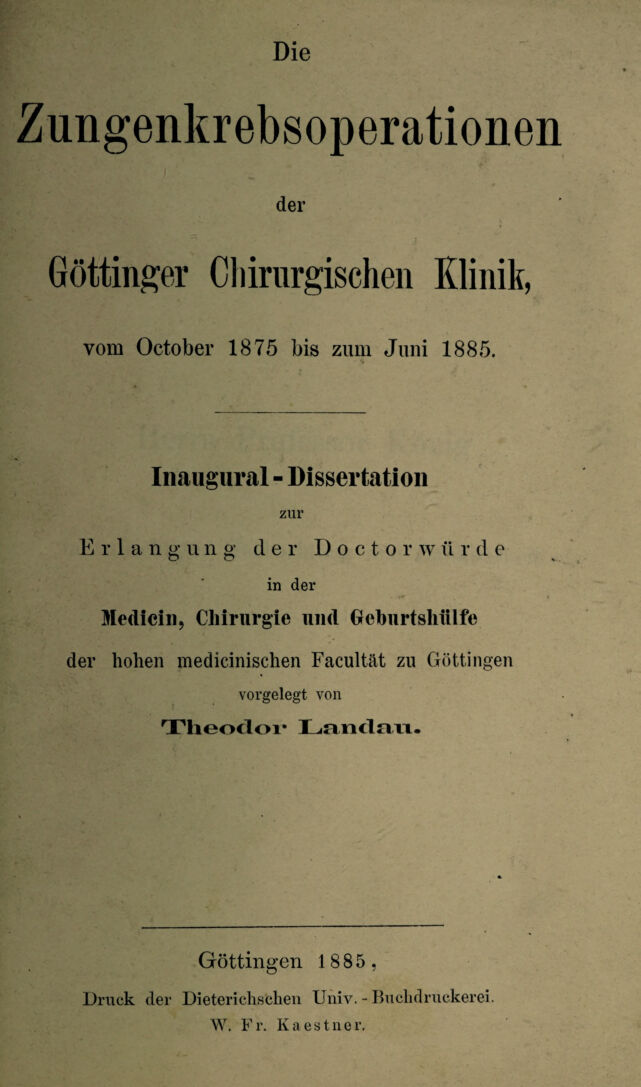 Die
Zungenkrebsoperationen
der
Göttinger Chirurgischen Klinik,
vom October 1875 bis zum Juni 1885.
Inaugural-Dissertation
zur
Erlangung der Doctorwürde
in der
Medicin, Chirurgie und Geburtshülfe
der hohen medicinischen Facultät zu Göttingen
vorgelegt von
Theodor Landau.
Göttingen 1885,
Druck der Dieterichschen Univ.-Buchdruckerei.
W. Fr. Kaestner.